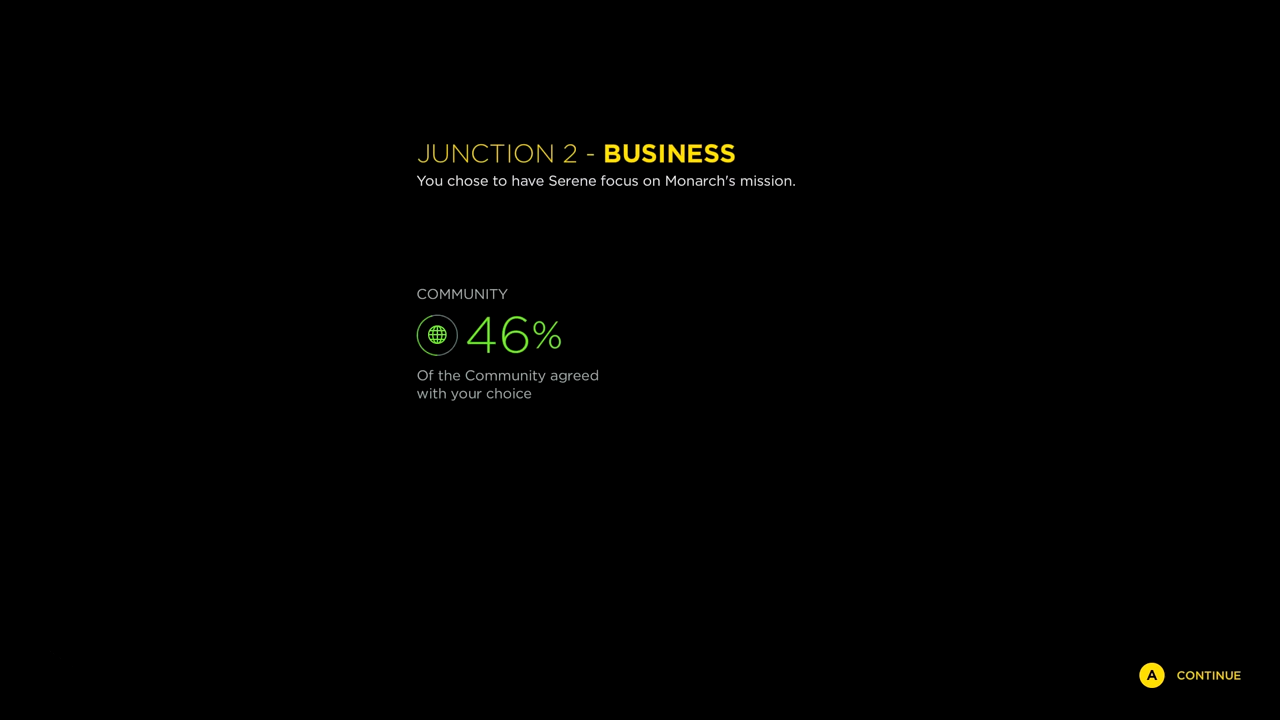 JUNCTION 2 - BUSINESS
You chose to have Serene focus on Monarch's mission.
COMMUNITY
46%
Of the Community agreed
with your choice
A CONTINUE